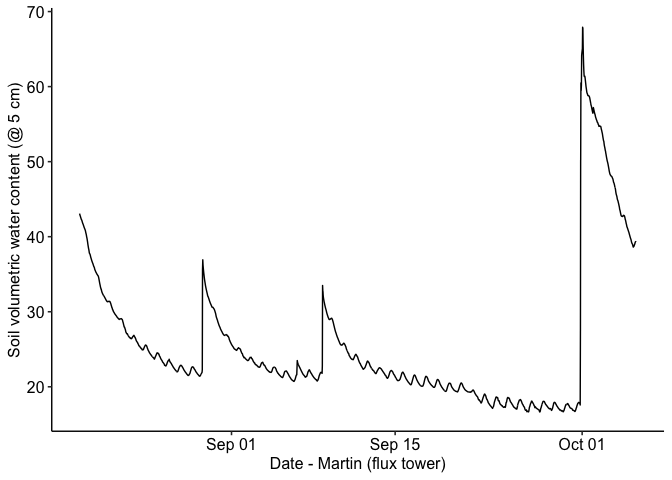 70
60
50
40
30
20
Soil volumetric water content (@ 5 cm)
Sep 01
Sep 15
Oct 01
Date - Martin (flux tower)